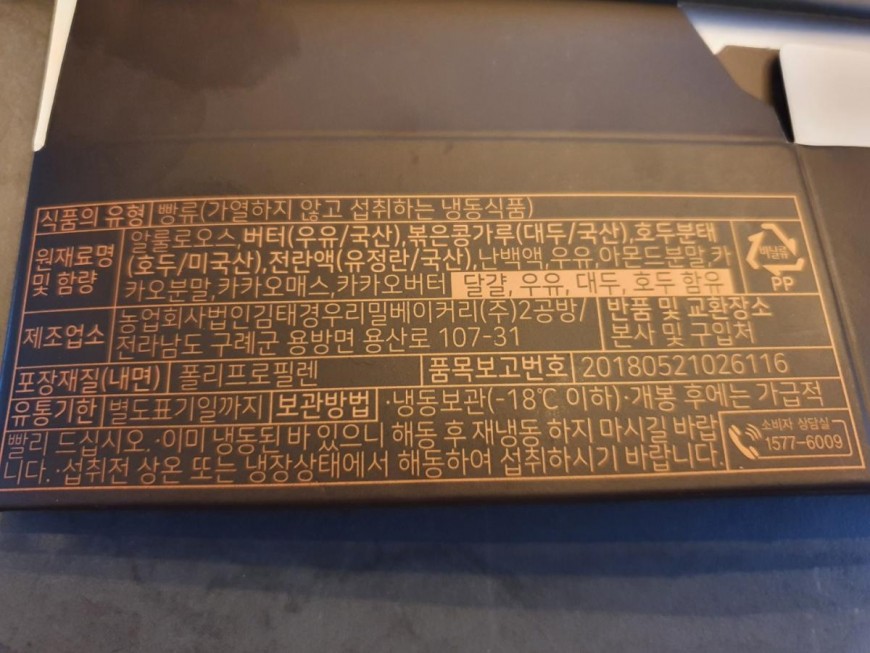 식품의 유형 빵류(가열하지 않고 섭취하는 냉동식품)
원재료명 및 함량
알룰로오스,버터(우유/국산),볶은콩가루(대두/국산),호두분태
(호두/미국산),전란액(유정란/국산),난백액,우유,아몬드분말,카
카오분말,카카오매스,카카오버터 달걀, 우유, 대두, 호두 함유
비닐류
PP
제조업소
농업회사법인김태경우리밀베이커리(주)2공방/
전라남도 구례군 용방면 용산로 107-31
반품 및 교환장소
본사 및 구입처
포장재질(내면) 폴리프로필렌 품목보고번호 20180521026116
유통기한 별도표기일까지 보관방법 ·냉동보관(-18℃ 이하)·개봉 후에는 가급적
빨리 드십시오.·이미 냉동된 바 있으니 해동 후 재냉동 하지 마시길 바랍
니다.·섭취전 상온 또는 냉장상태에서 해동하여 섭취하시기 바랍니다.
소비자 상담실
1577-6009